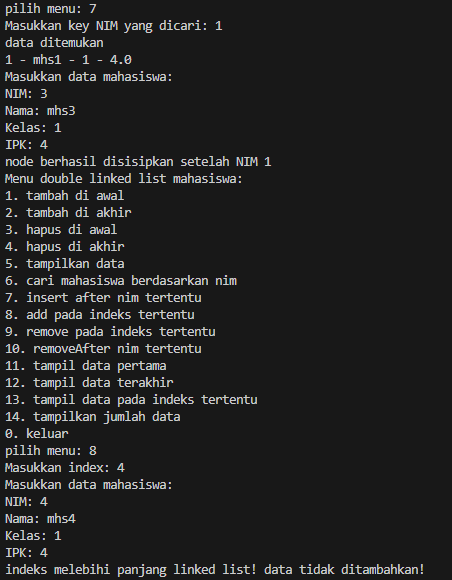 pilih menu: 7
Masukkan key NIM yang dicari: 1
data ditemukan
1 - mhs1 - 1 - 4.0
Masukkan data mahasiswa:
NIM: 3
Nama: mhs3
Kelas: 1
IPK: 4
node berhasil disisipkan setelah NIM 1
Menu double linked list mahasiswa:
1. tambah di awal
2. tambah di akhir
3. hapus di awal
4. hapus di akhir
5. tampilkan data
6. cari mahasiswa berdasarkan nim
7. insert after nim tertentu
8. add pada indeks tertentu
9. remove pada indeks tertentu
10. removeAfter nim tertentu
11. tampil data pertama
12. tampil data terakhir
13. tampil data pada indeks tertentu
14. tampilkan jumlah data
0. keluar
pilih menu: 8
Masukkan index: 4
Masukkan data mahasiswa:
NIM: 4
Nama: mhs4
Kelas: 1
IPK: 4
indeks melebihi panjang linked list! data tidak ditambahkan!